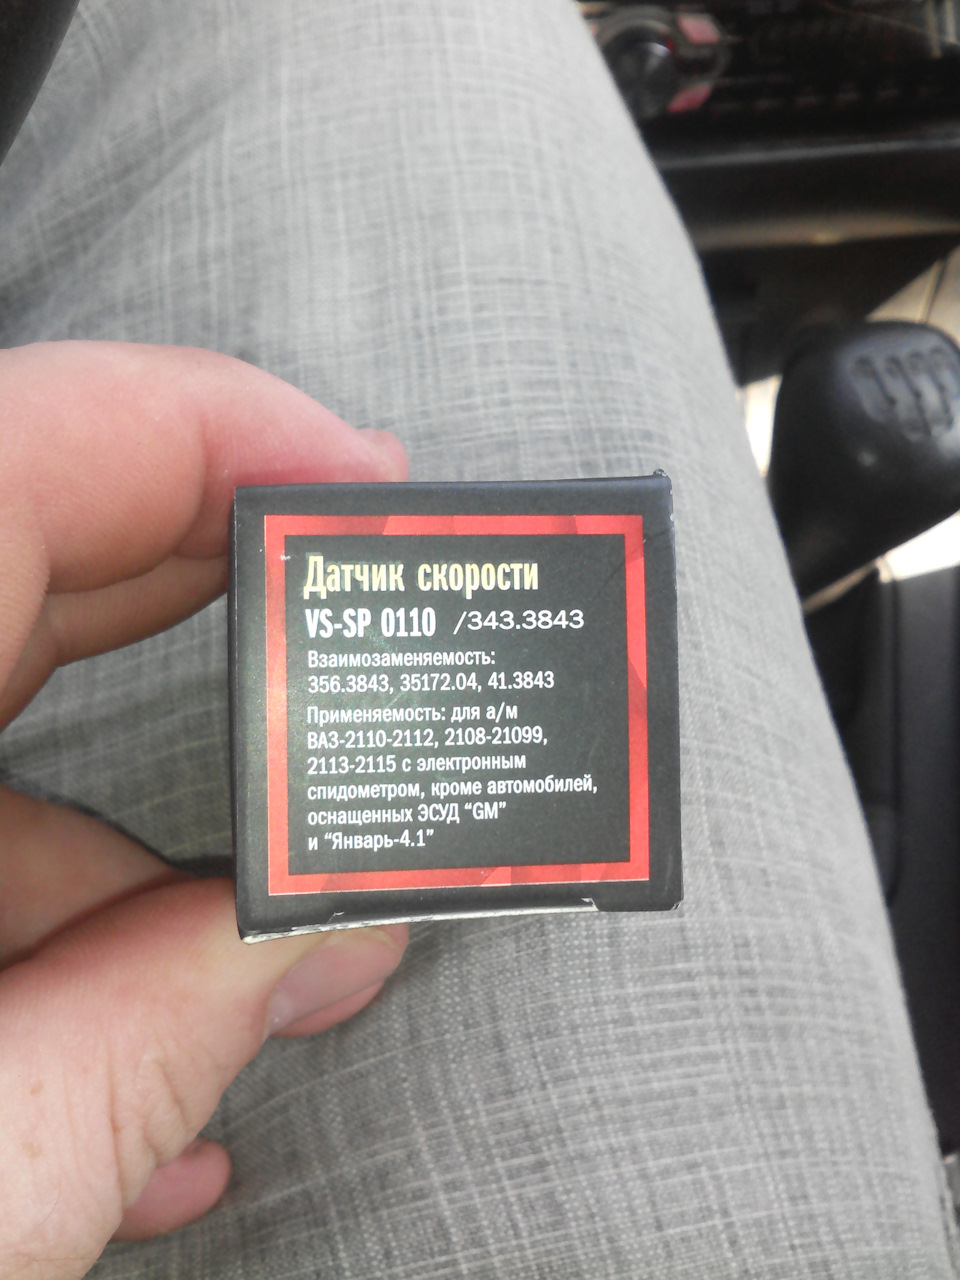 Датчик скорости
VS-SP 0110 /343.3843
Взаимозаменяемость:
356.3843, 35172.04, 41.3843
Применяемость: для а/м
ВАЗ-2110-2112, 2108-21099,
2113-2115 с электронным
спидометром, кроме автомобилей,
оснащенных ЭСУД “GM”
и “Январь-4.1”